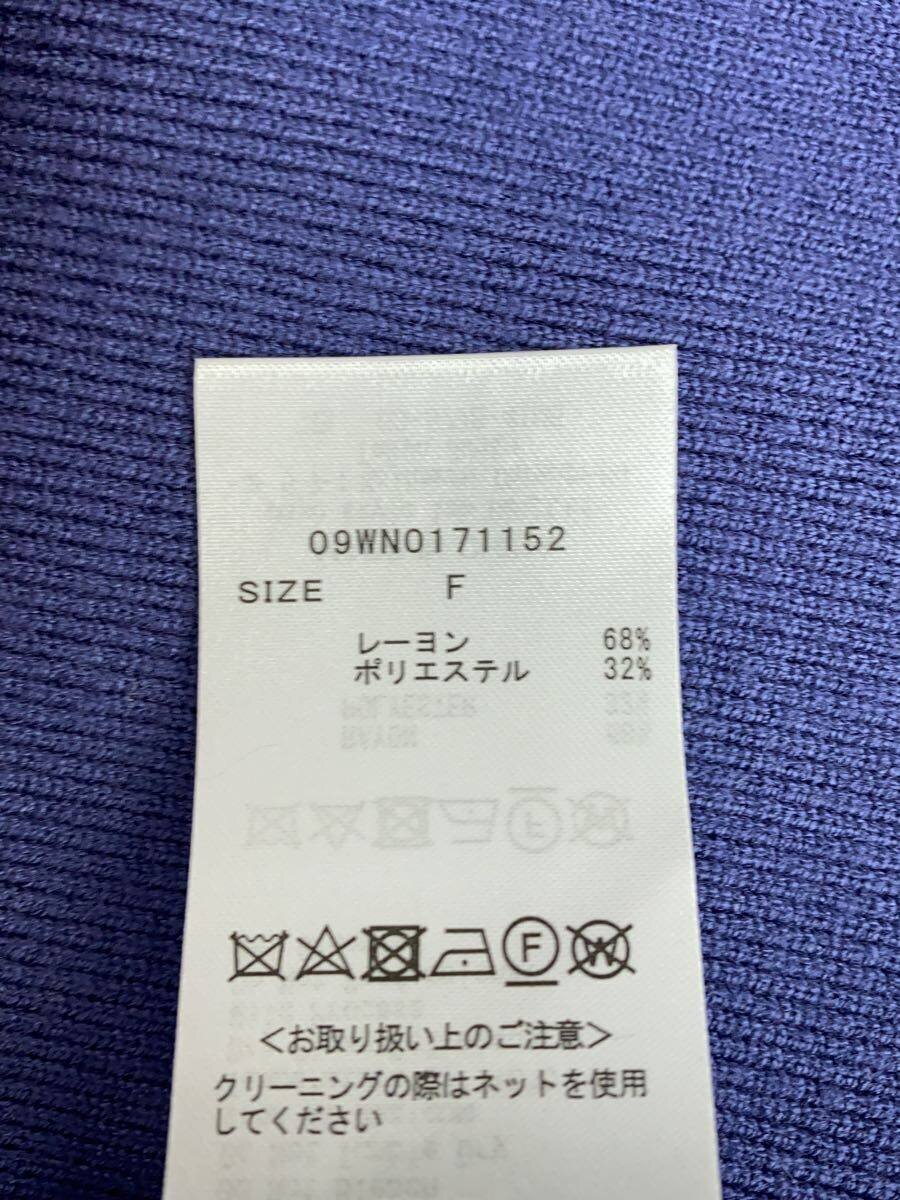 09WNO171152
SIZE F
レーヨン 68%
ポリエステル 32%
F W
<お取り扱い上のご注意>
クリーニングの際はネットを使用
してください